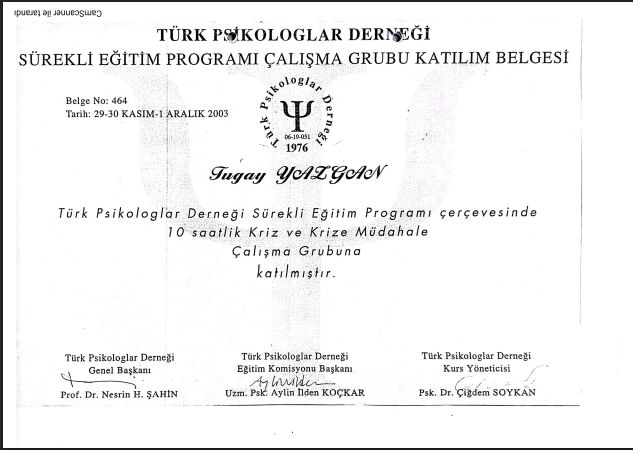 CamScanner ile tarandı
TÜRK PSİKOLOGLAR DERNEĞİ
SÜREKLİ EĞİTİM PROGRAMI ÇALIŞMA GRUBU KATILIM BELGESİ
Belge No: 464
Tarih: 29-30 KASIM-1 ARALIK 2003
Türk Psikologlar Derneği
06-19-051
1976
Tugay YAZGAN
Türk Psikologlar Derneği Sürekli Eğitim Programı çerçevesinde
10 saatlik Kriz ve Krize Müdahale
Çalışma Grubuna
katılmıştır.
Türk Psikologlar Derneği
Genel Başkanı
Prof. Dr. Nesrin H. ŞAHİN
Türk Psikologlar Derneği
Eğitim Komisyonu Başkanı
Uzm. Psk. Aylin İlden KOÇKAR
Türk Psikologlar Derneği
Kurs Yöneticisi
Psk. Dr. Çiğdem SOYKAN